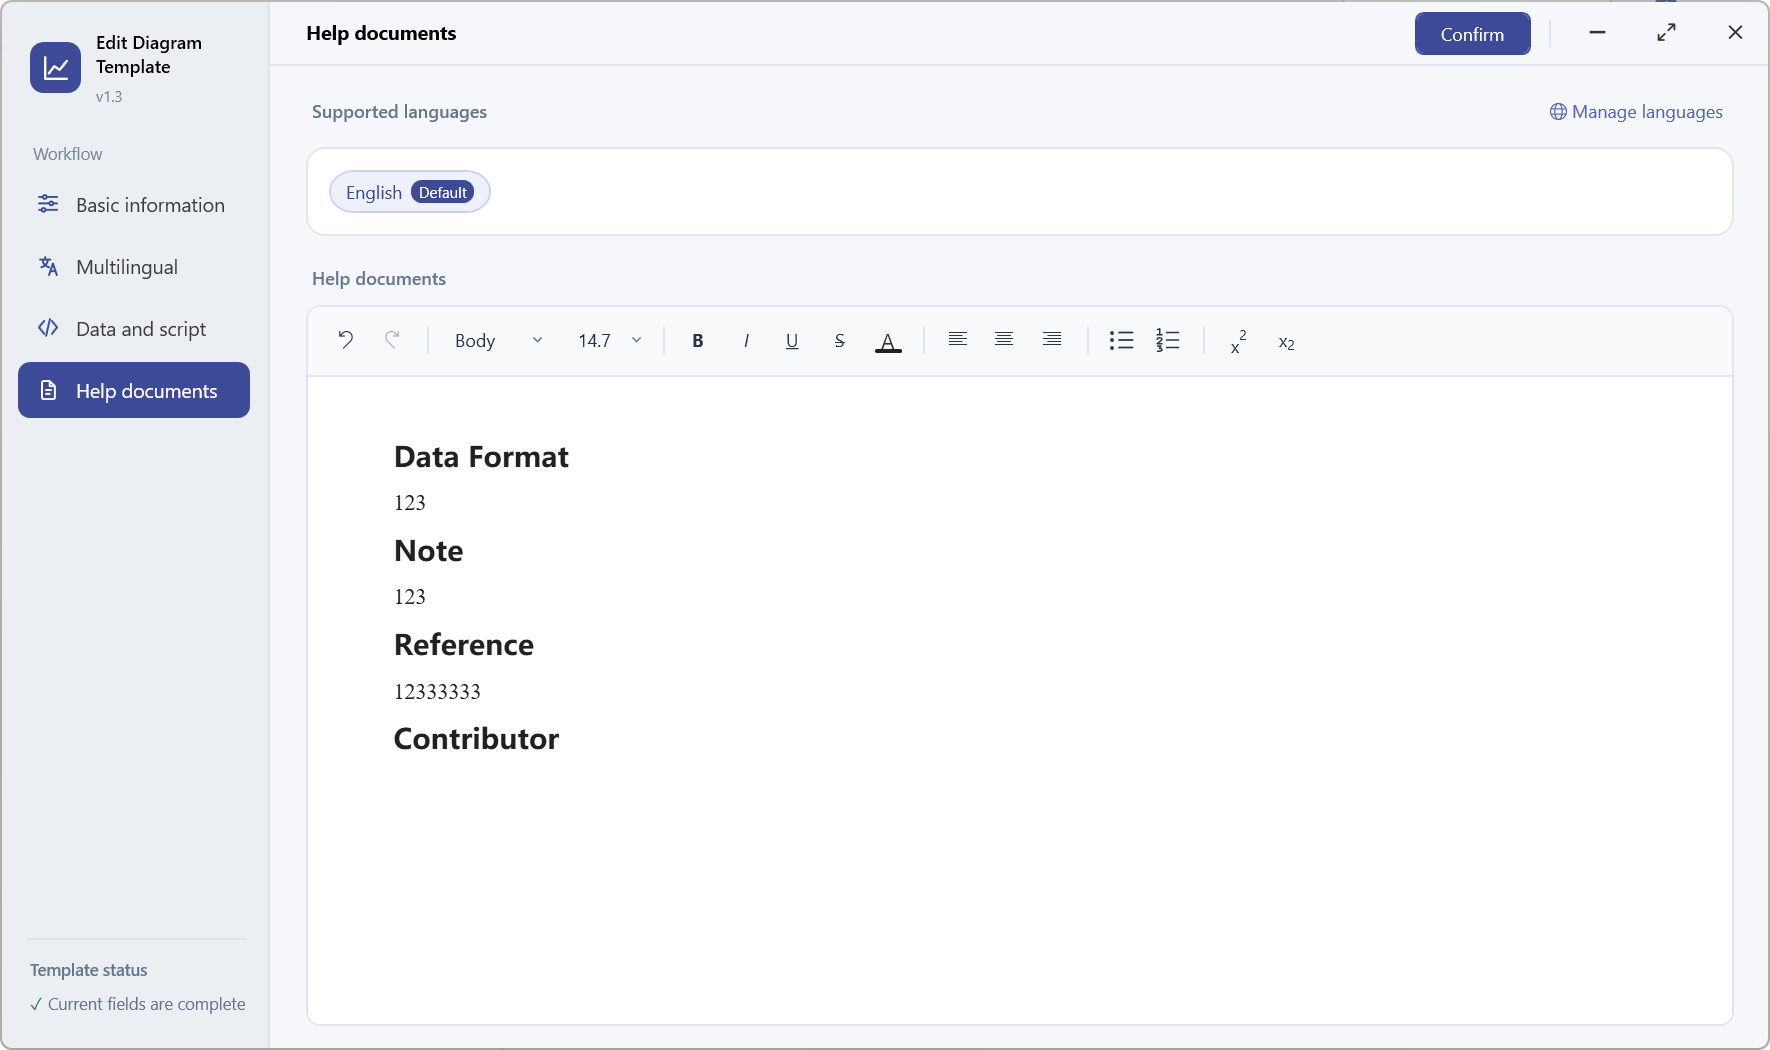 Edit Diagram
Template
v1.3
Workflow
Basic information
Multilingual
Data and script
Help documents
Template status
✓ Current fields are complete
Help documents
Confirm
Supported languages
Manage languages
English Default
Help documents
Body 14.7 B I U S A x2 x2
Data Format
123
Note
123
Reference
12333333
Contributor